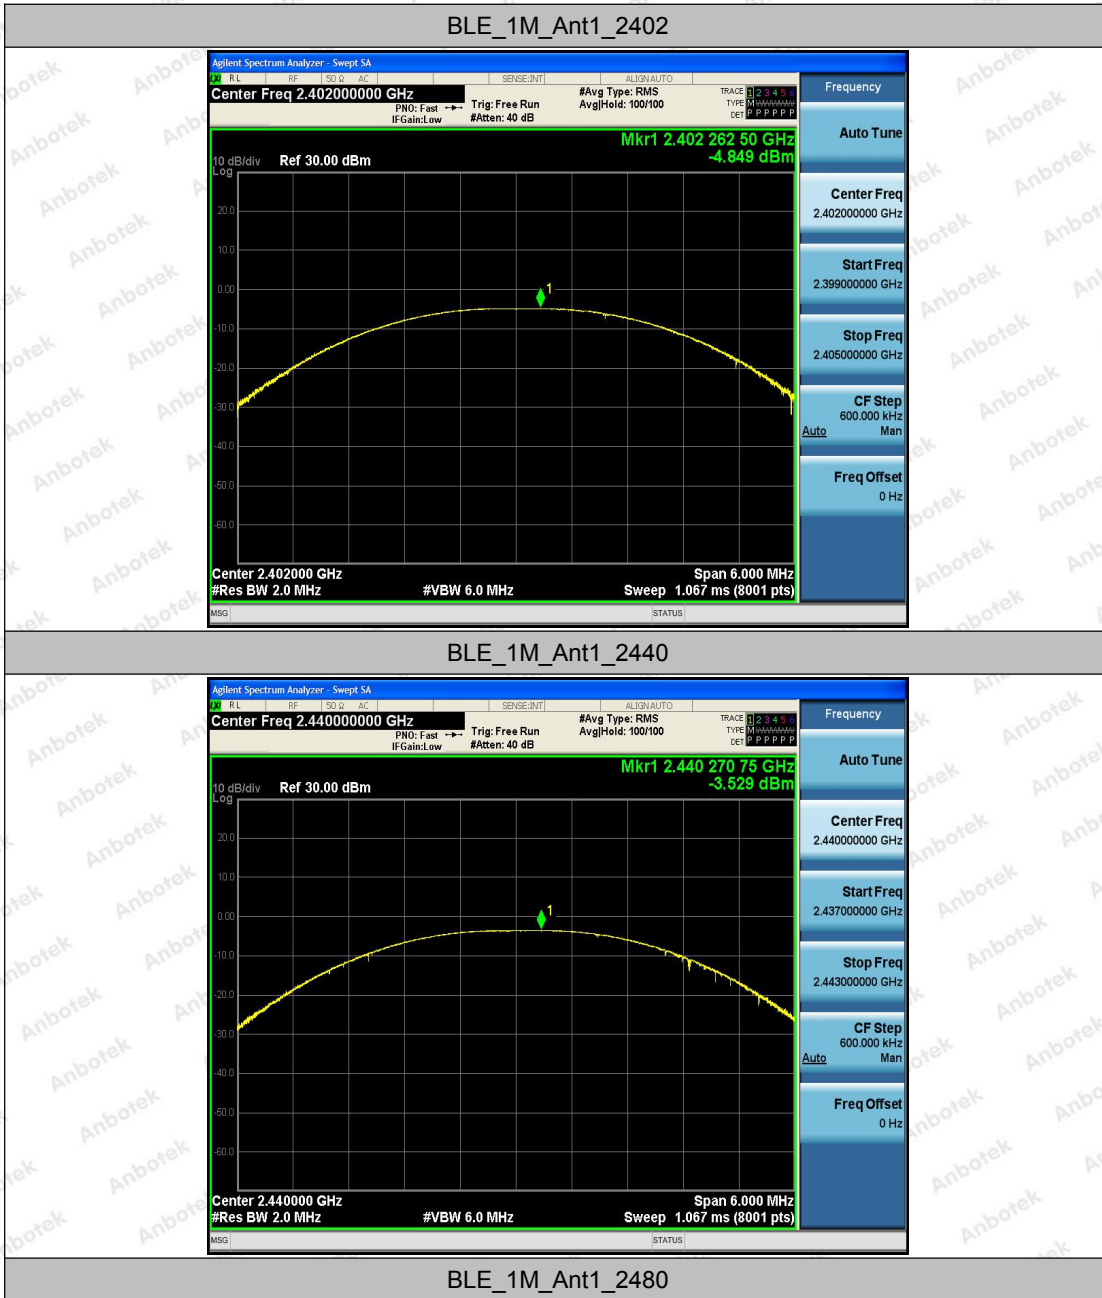 BLE_1M_Ant1_2402
Agilent Spectrum Analyzer - Swept SA
LXI RL RF 50 Ω AC SENSE:INT ALIGNAUTO
Center Freq 2.402000000 GHz
PNO: Fast
IFGain:Low
Trig: Free Run
#Atten: 40 dB
#Avg Type: RMS
Avg|Hold: 100/100
TRACE 1 2 3 4 5 6
TYPE M
DET P P P P P P
Mkr1 2.402 262 50 GHz
-4.849 dBm
10 dB/div Ref 30.00 dBm
Log
20.0
10.0
0.00
-10.0
-20.0
-30.0
-40.0
-50.0
-60.0
1
Center 2.402000 GHz Span 6.000 MHz
#Res BW 2.0 MHz #VBW 6.0 MHz Sweep 1.067 ms (8001 pts)
MSG STATUS
Frequency
Auto Tune
Center Freq
2.402000000 GHz
Start Freq
2.399000000 GHz
Stop Freq
2.405000000 GHz
CF Step
600.000 kHz
Auto Man
Freq Offset
0 Hz
BLE_1M_Ant1_2440
Agilent Spectrum Analyzer - Swept SA
LXI RL RF 50 Ω AC SENSE:INT ALIGNAUTO
Center Freq 2.440000000 GHz
PNO: Fast
IFGain:Low
Trig: Free Run
#Atten: 40 dB
#Avg Type: RMS
Avg|Hold: 100/100
TRACE 1 2 3 4 5 6
TYPE M
DET P P P P P P
Mkr1 2.440 270 75 GHz
-3.529 dBm
10 dB/div Ref 30.00 dBm
Log
20.0
10.0
0.00
-10.0
-20.0
-30.0
-40.0
-50.0
-60.0
1
Center 2.440000 GHz Span 6.000 MHz
#Res BW 2.0 MHz #VBW 6.0 MHz Sweep 1.067 ms (8001 pts)
MSG STATUS
Frequency
Auto Tune
Center Freq
2.440000000 GHz
Start Freq
2.437000000 GHz
Stop Freq
2.443000000 GHz
CF Step
600.000 kHz
Auto Man
Freq Offset
0 Hz
BLE_1M_Ant1_2480
Anbotek